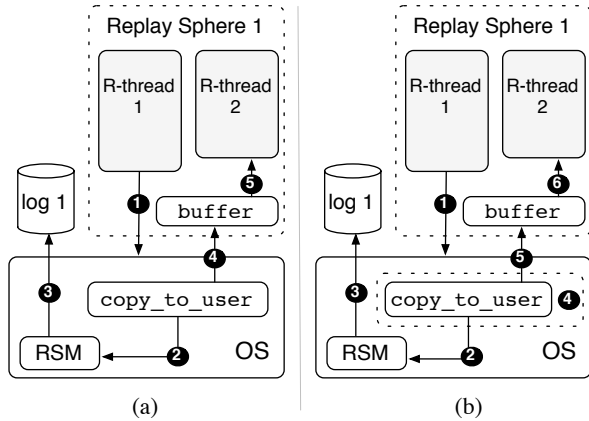 Replay Sphere 1
R-thread
1
R-thread
2
log 1
1
5
buffer
4
3
copy_to_user
2
RSM
OS
(a)
Replay Sphere 1
R-thread
1
R-thread
2
log 1
1
6
buffer
5
3
copy_to_user
4
2
RSM
OS
(b)